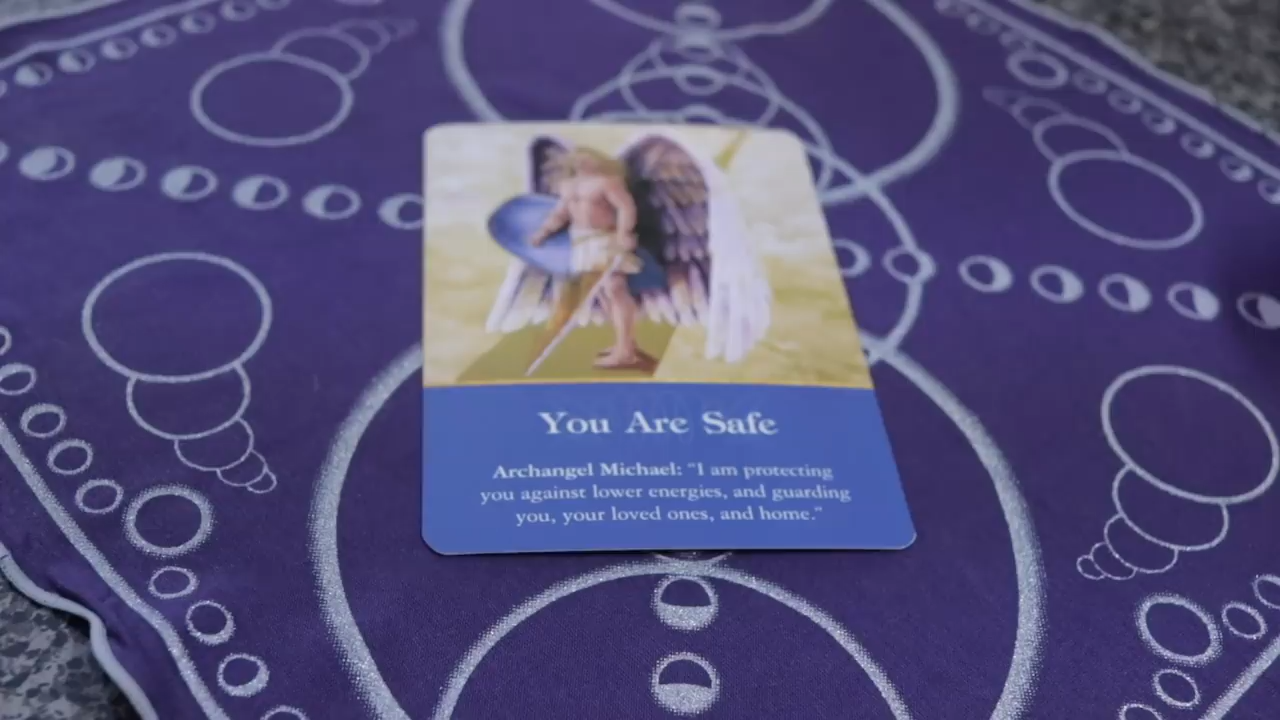 You Are Safe
Archangel Michael: "I am protecting
you against lower energies, and guarding
you, your loved ones, and home."